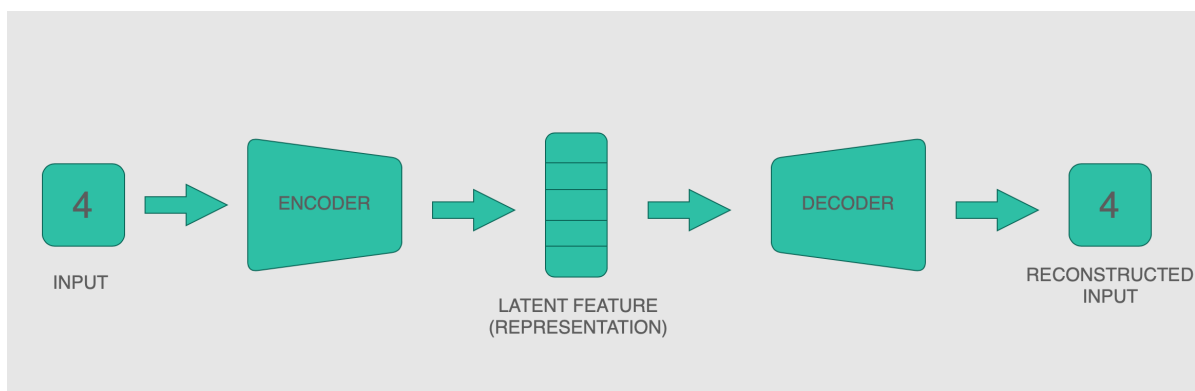 4
INPUT
ENCODER
LATENT FEATURE
(REPRESENTATION)
DECODER
4
RECONSTRUCTED
INPUT